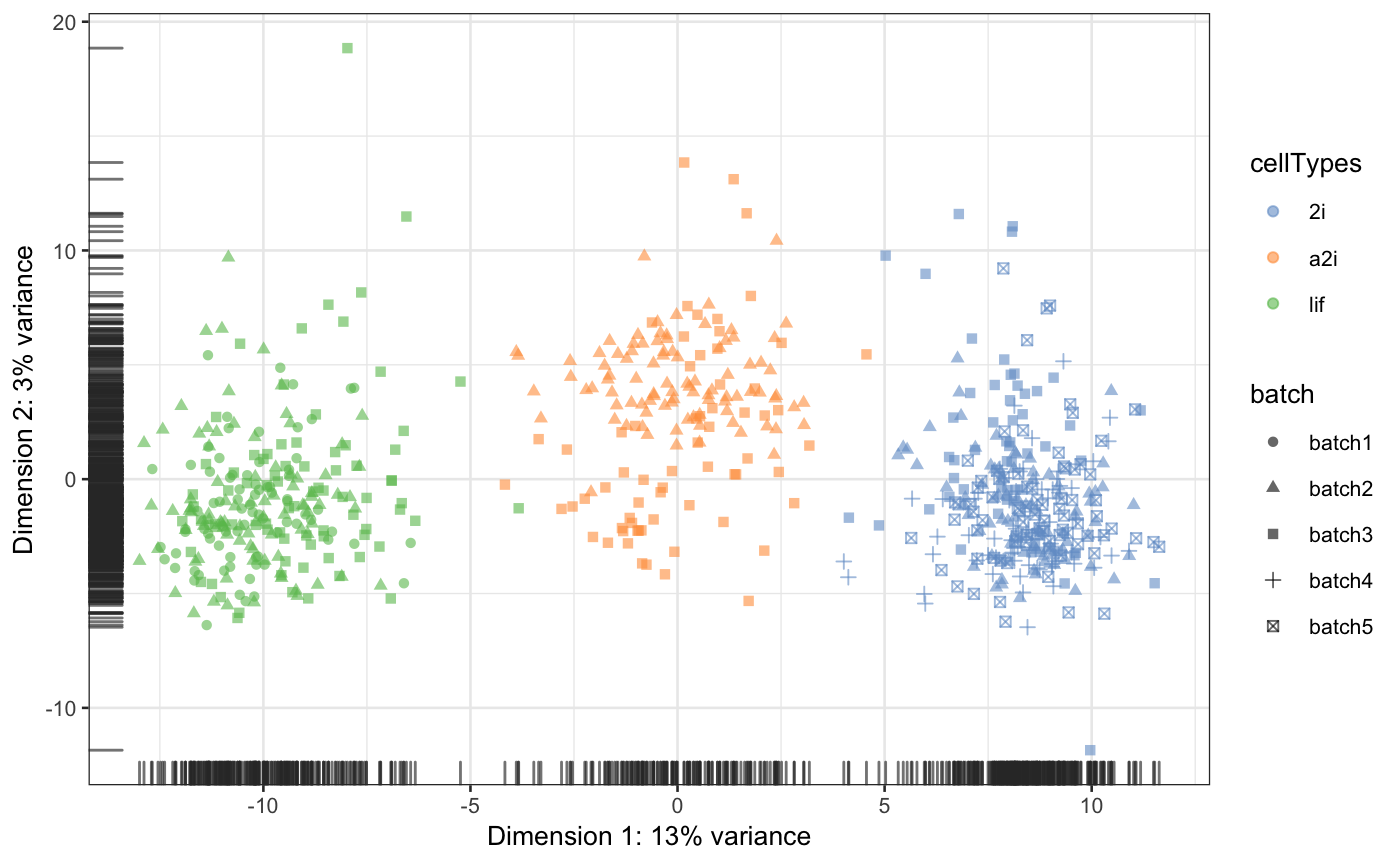 20
10
0
-10
Dimension 2: 3% variance
-10
-5
0
5
10
Dimension 1: 13% variance
cellTypes
2i
a2i
lif
batch
batch1
batch2
batch3
batch4
batch5